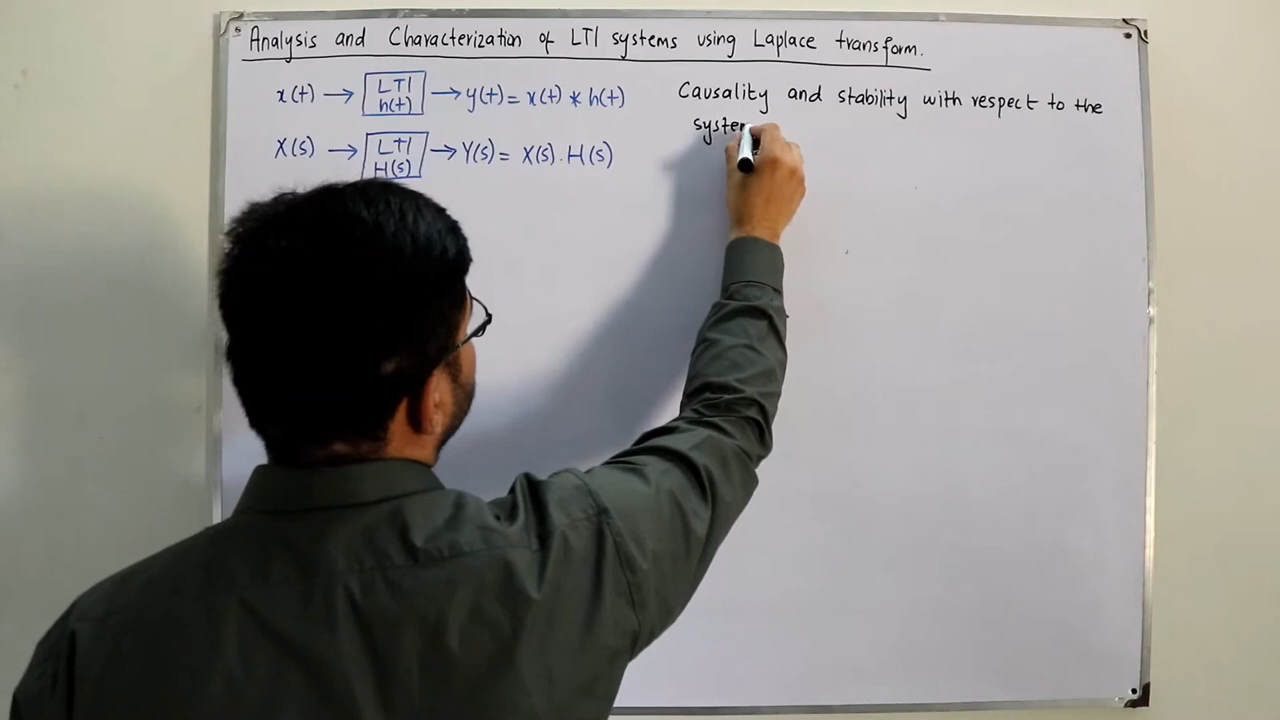 Analysis and Characterization of LTI systems using Laplace transform.
x(t) → LTI h(t) → y(t) = x(t) * h(t)
X(s) → LTI H(s) → Y(s) = X(s) . H(s)
Causality and stability with respect to the